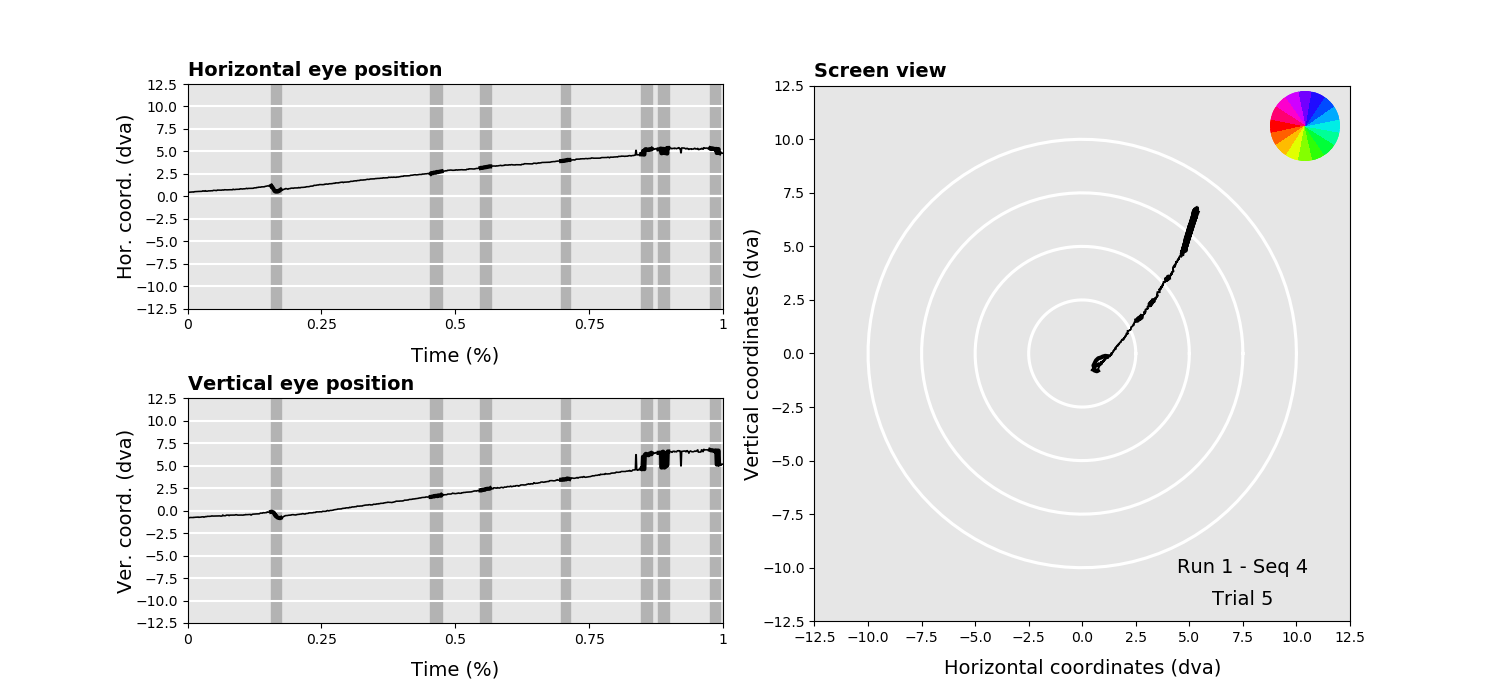 Horizontal eye position
12.5
10.0
7.5
5.0
2.5
0.0
−2.5
−5.0
−7.5
−10.0
−12.5
Hor. coord. (dva)
0 0.25 0.5 0.75 1
Time (%)
Vertical eye position
12.5
10.0
7.5
5.0
2.5
0.0
−2.5
−5.0
−7.5
−10.0
−12.5
Ver. coord. (dva)
0 0.25 0.5 0.75 1
Time (%)
Screen view
12.5
10.0
7.5
5.0
2.5
0.0
−2.5
−5.0
−7.5
−10.0
−12.5
Vertical coordinates (dva)
Run 1 - Seq 4
Trial 5
−12.5 −10.0 −7.5 −5.0 −2.5 0.0 2.5 5.0 7.5 10.0 12.5
Horizontal coordinates (dva)